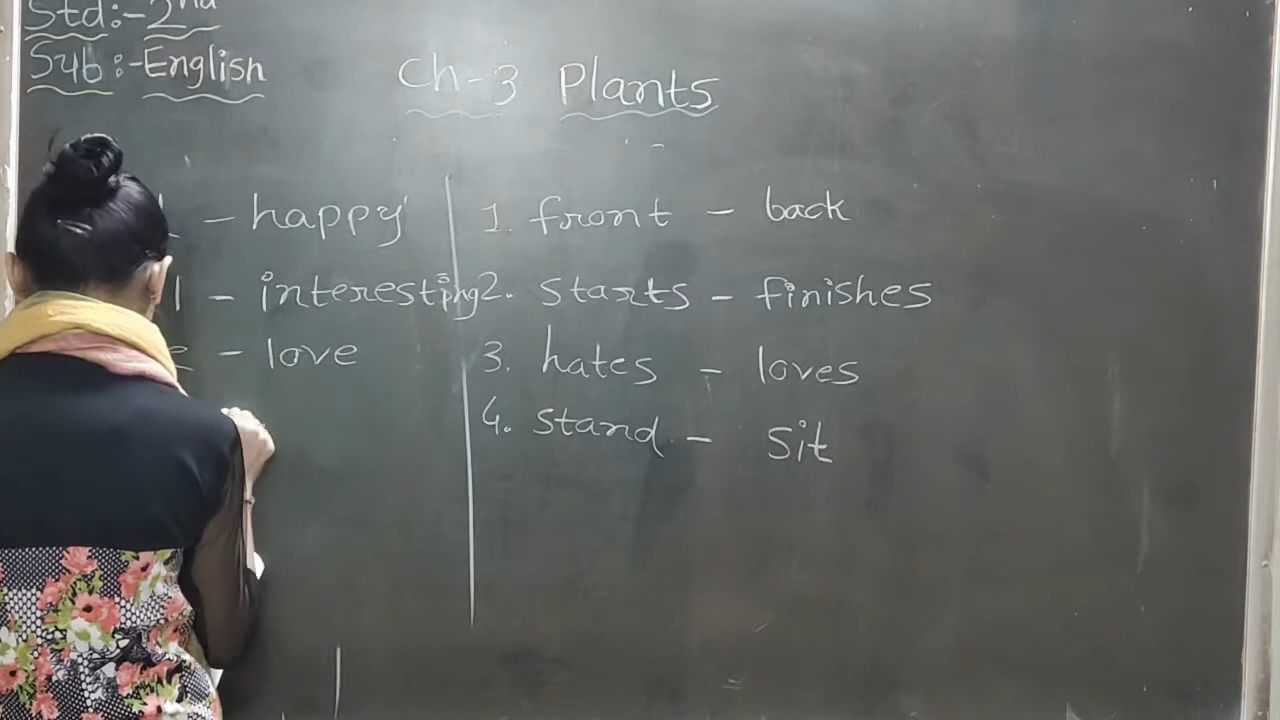 Std:-2nd
Sub:-English
Ch-3 Plants
- happy
- interesting
- love
1. front - back
2. starts - finishes
3. hates - loves
4. stand - sit